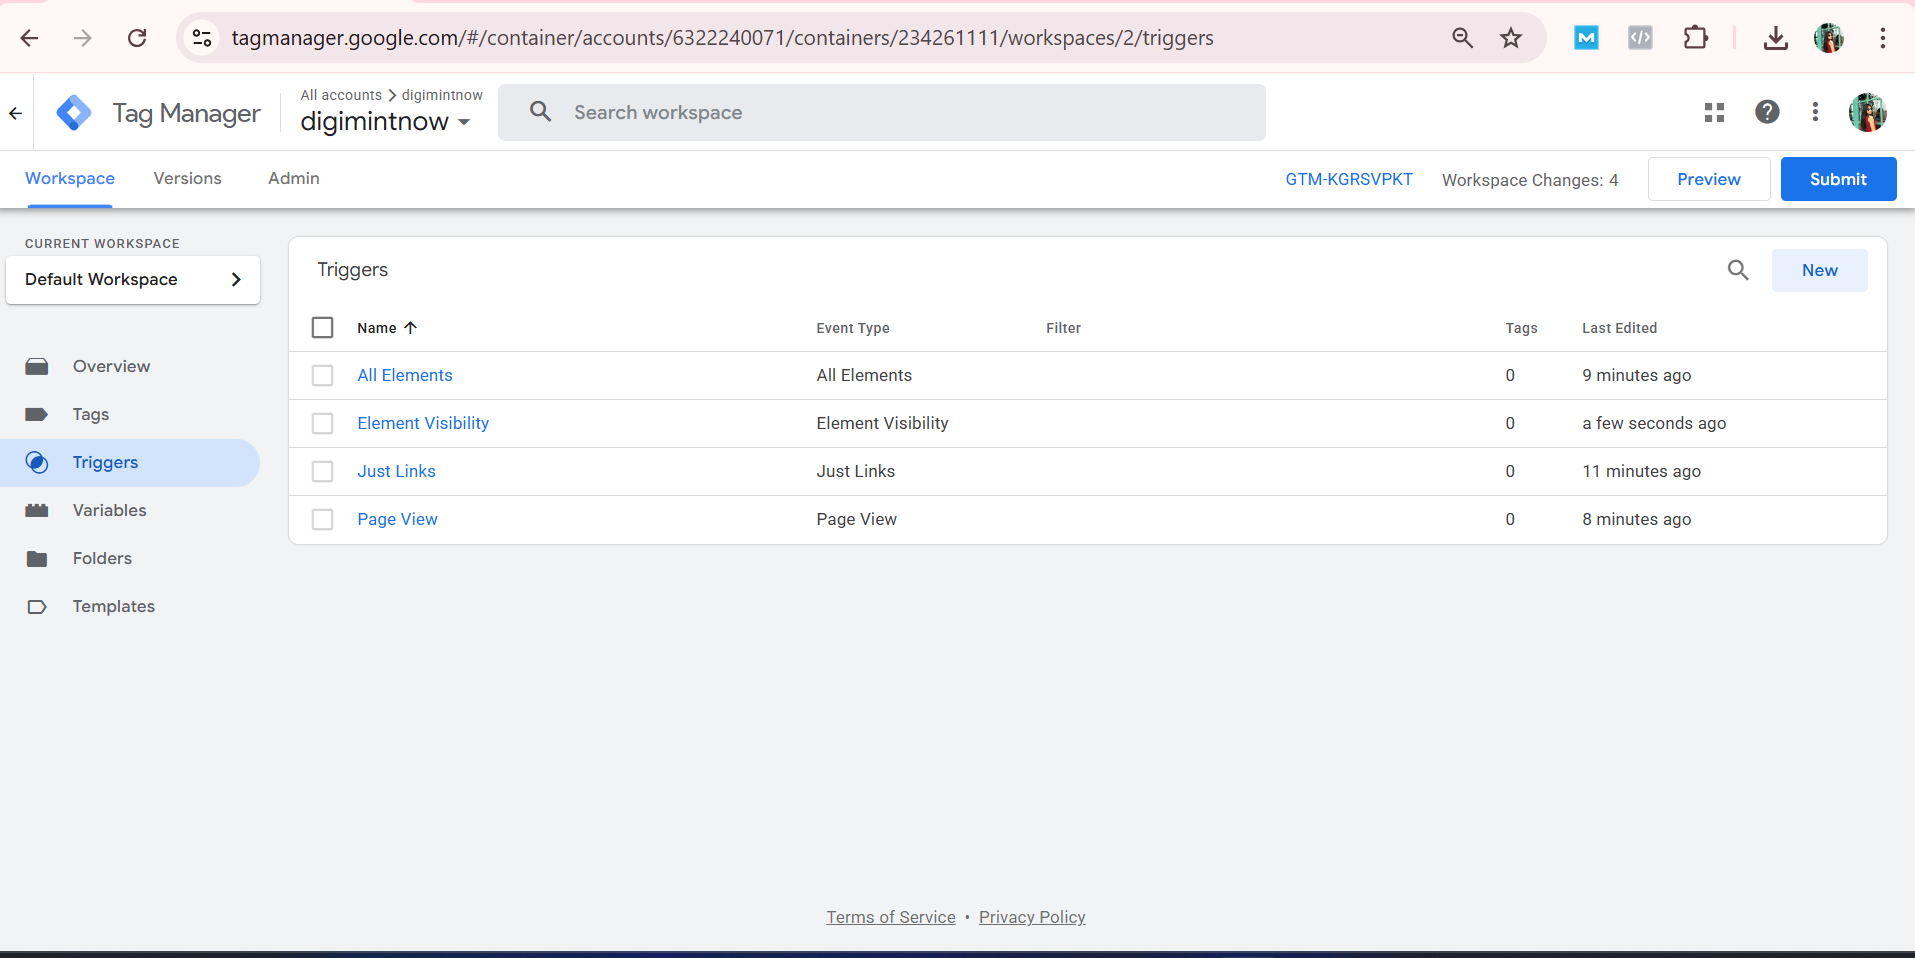 tagmanager.google.com/#/container/accounts/6322240071/containers/234261111/workspaces/2/triggers
Tag Manager
All accounts > digimintnow
digimintnow
Search workspace
Workspace
Versions
Admin
GTM-KGRSVPKT
Workspace Changes: 4
Preview
Submit
CURRENT WORKSPACE
Default Workspace
Overview
Tags
Triggers
Variables
Folders
Templates
Triggers
New
Name Event Type Filter Tags Last Edited
All Elements All Elements 0 9 minutes ago
Element Visibility Element Visibility 0 a few seconds ago
Just Links Just Links 0 11 minutes ago
Page View Page View 0 8 minutes ago
Terms of Service • Privacy Policy